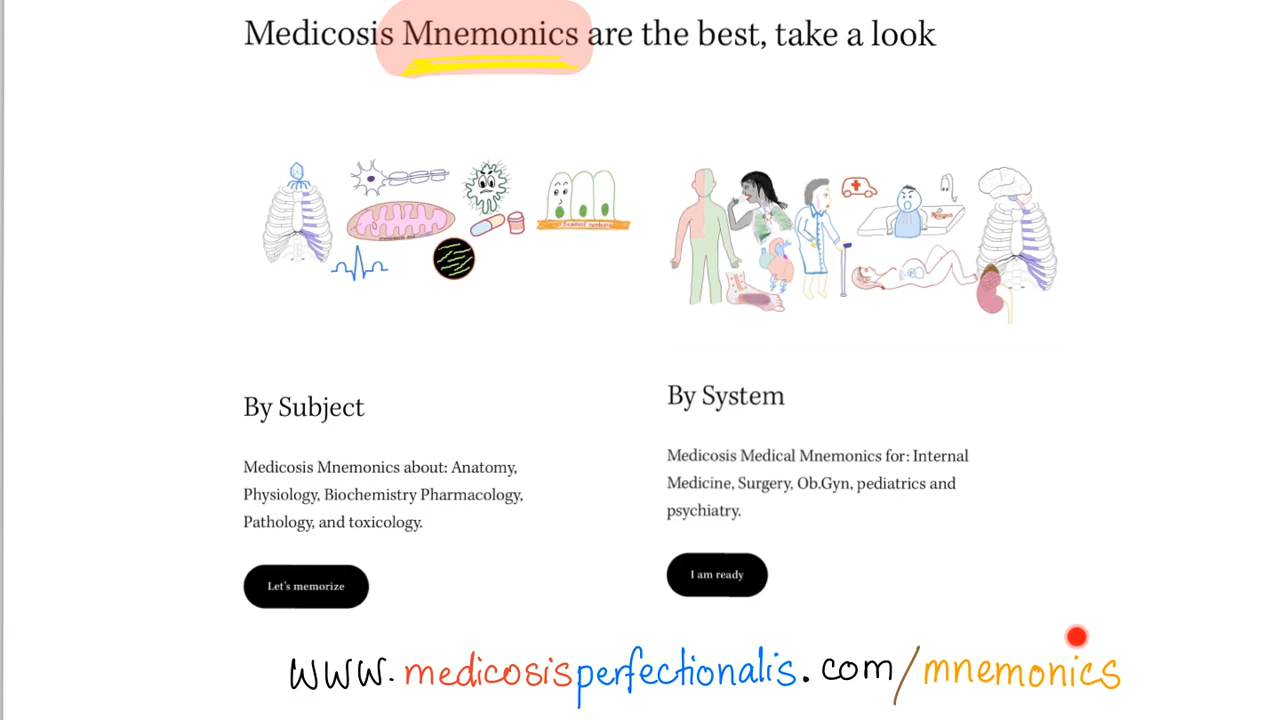 Medicosis Mnemonics are the best, take a look
By Subject
Medicosis Mnemonics about: Anatomy,
Physiology, Biochemistry Pharmacology,
Pathology, and toxicology.
Let's memorize
By System
Medicosis Medical Mnemonics for: Internal
Medicine, Surgery, Ob.Gyn, pediatrics and
psychiatry.
I am ready
www.medicosisperfectionalis.com/mnemonics